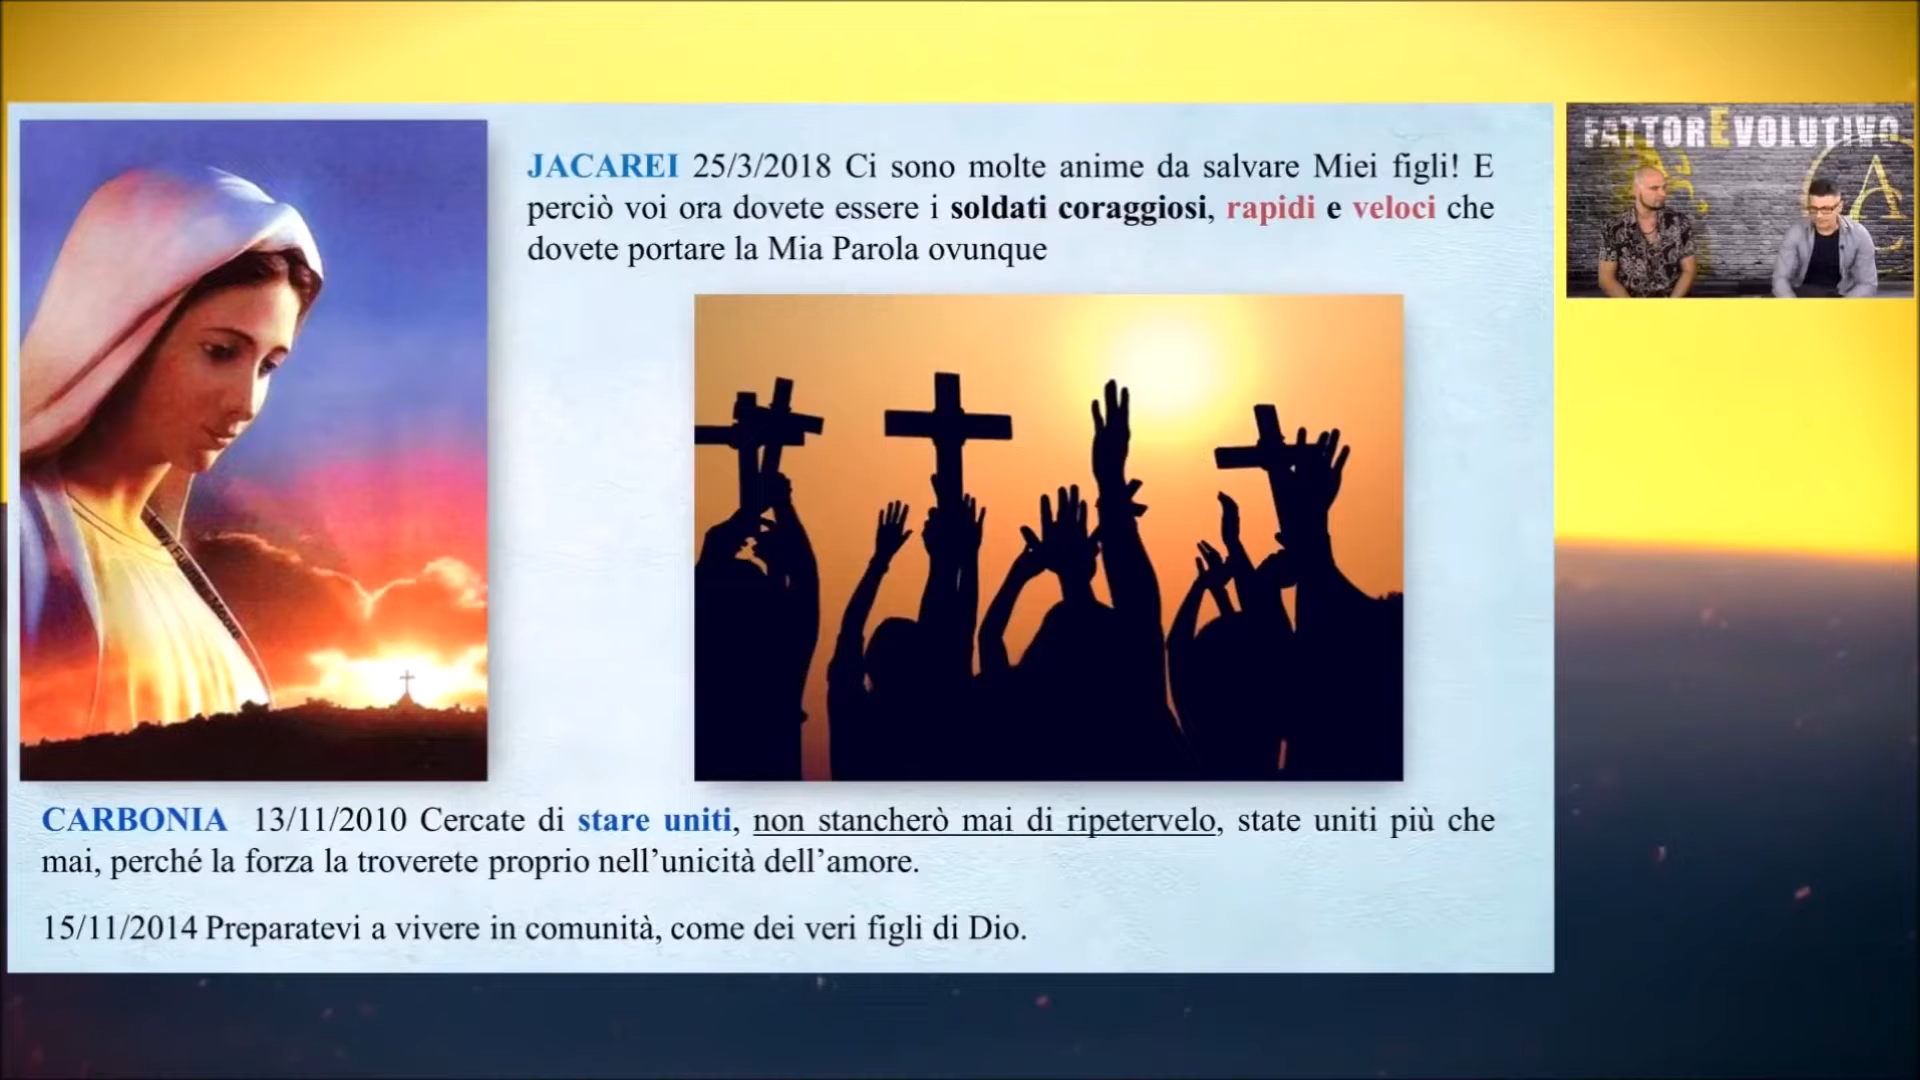 JACAREI 25/3/2018 Ci sono molte anime da salvare Miei figli! E
perciò voi ora dovete essere i soldati coraggiosi, rapidi e veloci che
dovete portare la Mia Parola ovunque
FATTOREVOLUTIVO
CARBONIA 13/11/2010 Cercate di stare uniti, non stancherò mai di ripetervelo, state uniti più che
mai, perché la forza la troverete proprio nell'unicità dell'amore.
15/11/2014 Preparatevi a vivere in comunità, come dei veri figli di Dio.